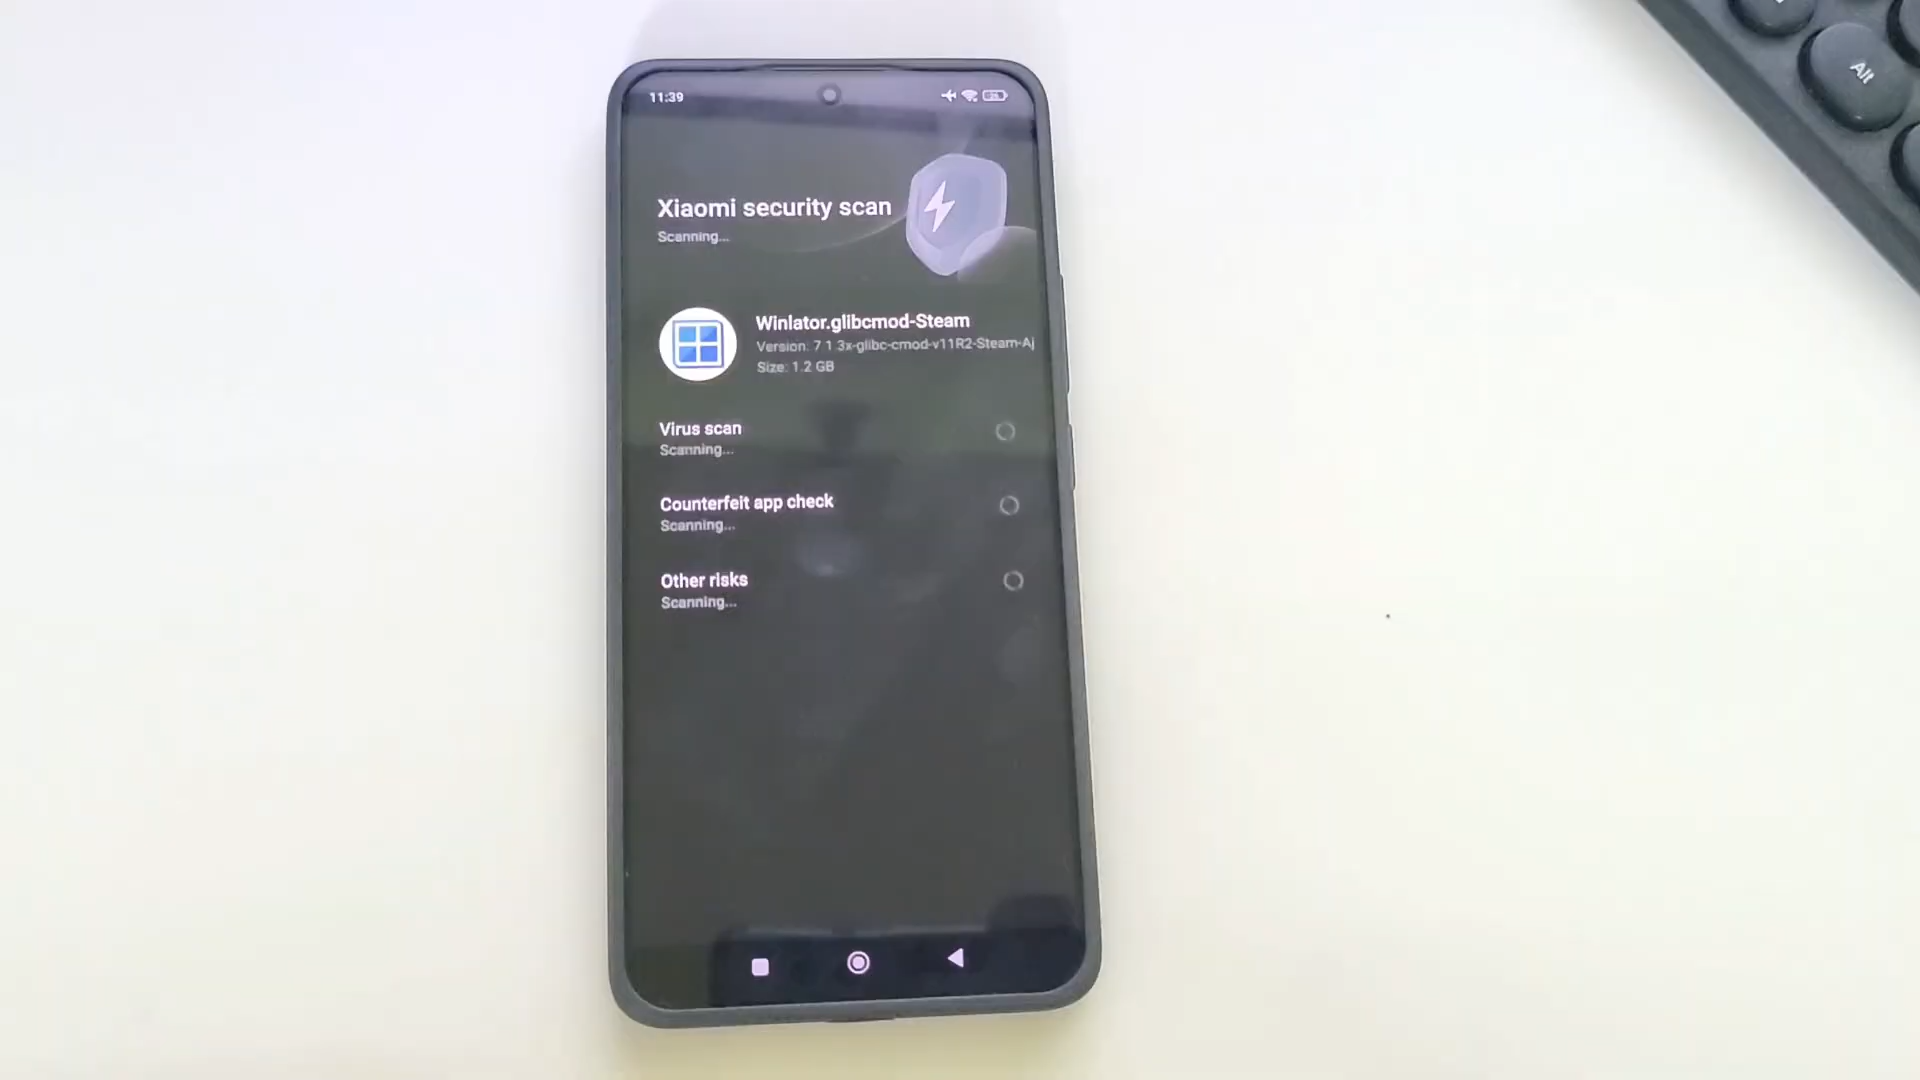 11:39
Alt
Xiaomi security scan
Scanning...
Winlator.glibcmod-Steam
Version: 7.1.3x-glibc-cmod-v11R2-Steam-Aj
Size: 1.2 GB
Virus scan
Scanning...
Counterfeit app check
Scanning...
Other risks
Scanning...